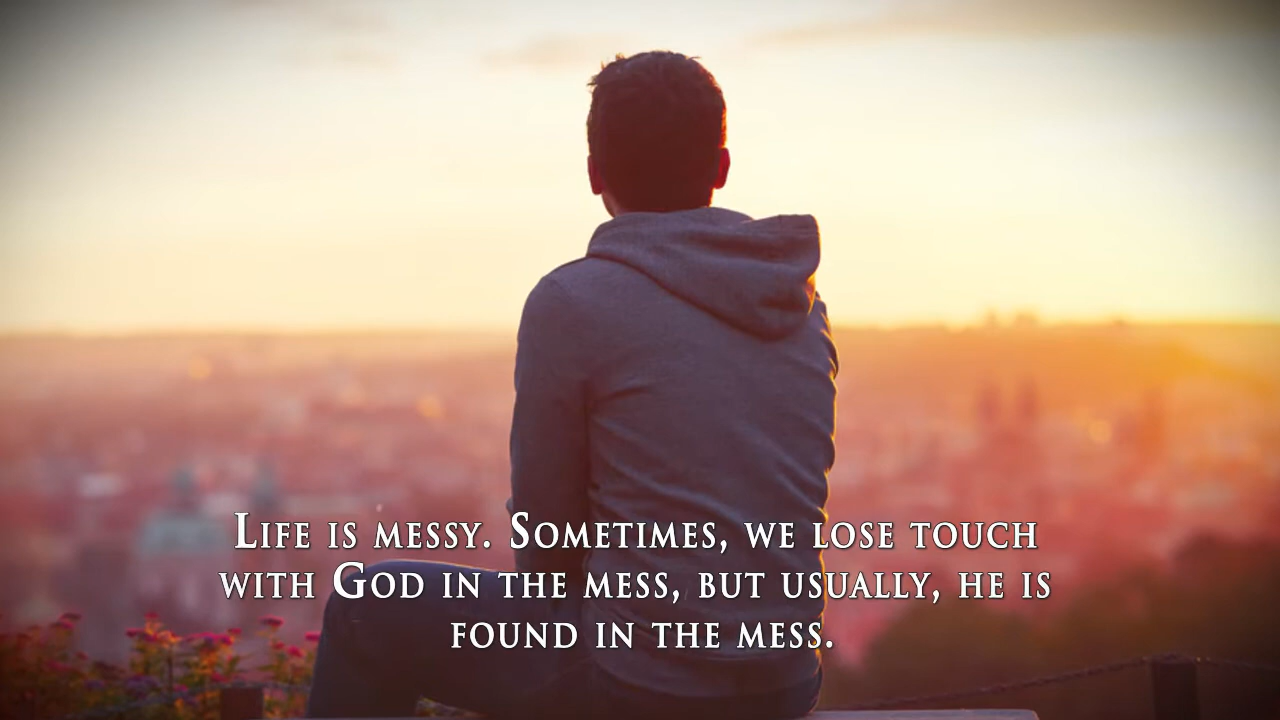 Life is messy. Sometimes, we lose touch
with God in the mess, but usually, he is
found in the mess.